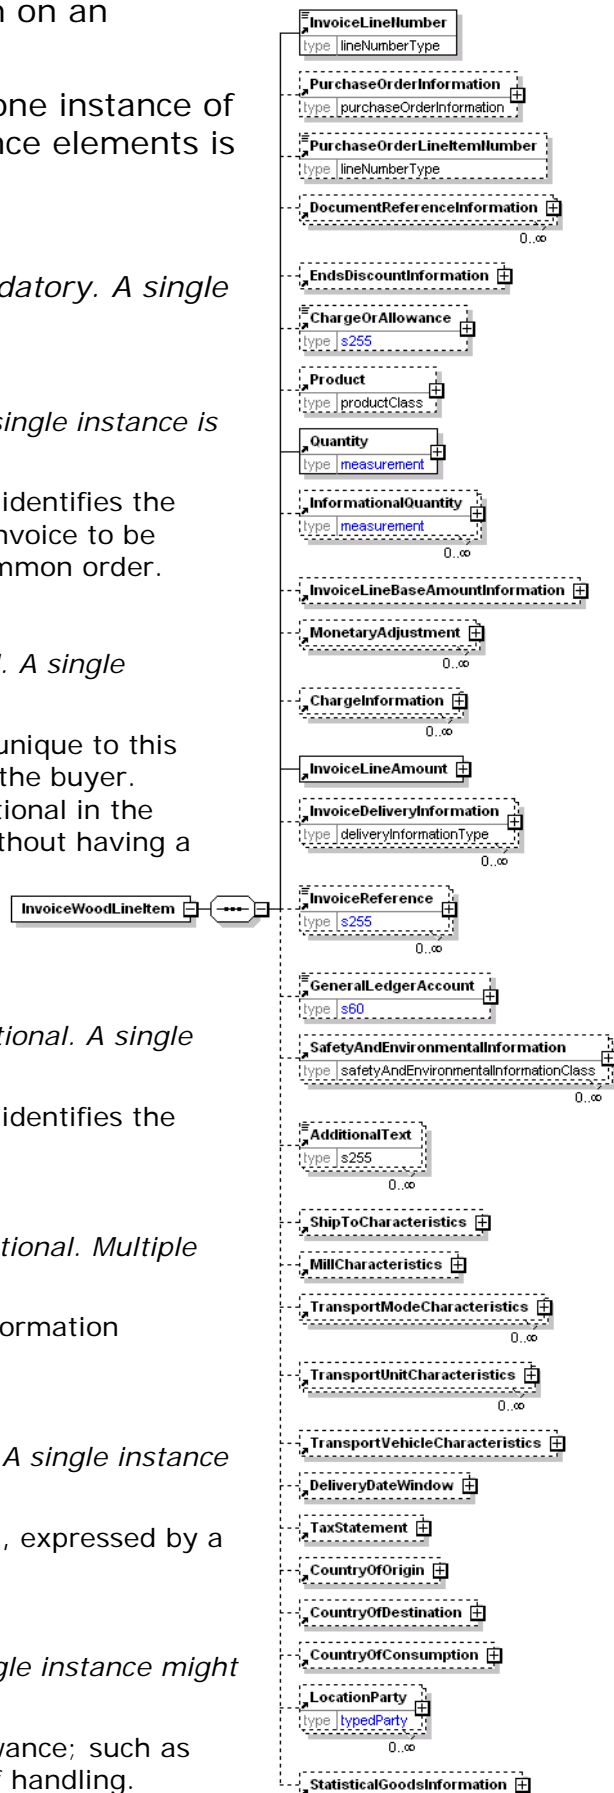 n on an
one instance of
nce elements is
datory. A single
single instance is
identifies the
nvoice to be
mmon order.
. A single
unique to this
the buyer.
tional in the
ithout having a
tional. A single
identifies the
tional. Multiple
formation
A single instance
, expressed by a
gle instance might
wance; such as
f handling.
InvoiceWoodLineItem
InvoiceLineNumber
type lineNumberType
PurchaseOrderInformation
type purchaseOrderInformation
PurchaseOrderLineItemNumber
type lineNumberType
DocumentReferenceInformation
0..∞
EndsDiscountInformation
ChargeOrAllowance
type s255
Product
type productClass
Quantity
type measurement
InformationalQuantity
type measurement
0..∞
InvoiceLineBaseAmountInformation
MonetaryAdjustment
0..∞
ChargeInformation
0..∞
InvoiceLineAmount
InvoiceDeliveryInformation
type deliveryInformationType
0..∞
InvoiceReference
type s255
0..∞
GeneralLedgerAccount
type s60
SafetyAndEnvironmentalInformation
type safetyAndEnvironmentalInformationClass
0..∞
AdditionalText
type s255
0..∞
ShipToCharacteristics
MillCharacteristics
TransportModeCharacteristics
0..∞
TransportUnitCharacteristics
0..∞
TransportVehicleCharacteristics
DeliveryDateWindow
TaxStatement
CountryOfOrigin
CountryOfDestination
CountryOfConsumption
LocationParty
type typedParty
0..∞
StatisticalGoodsInformation